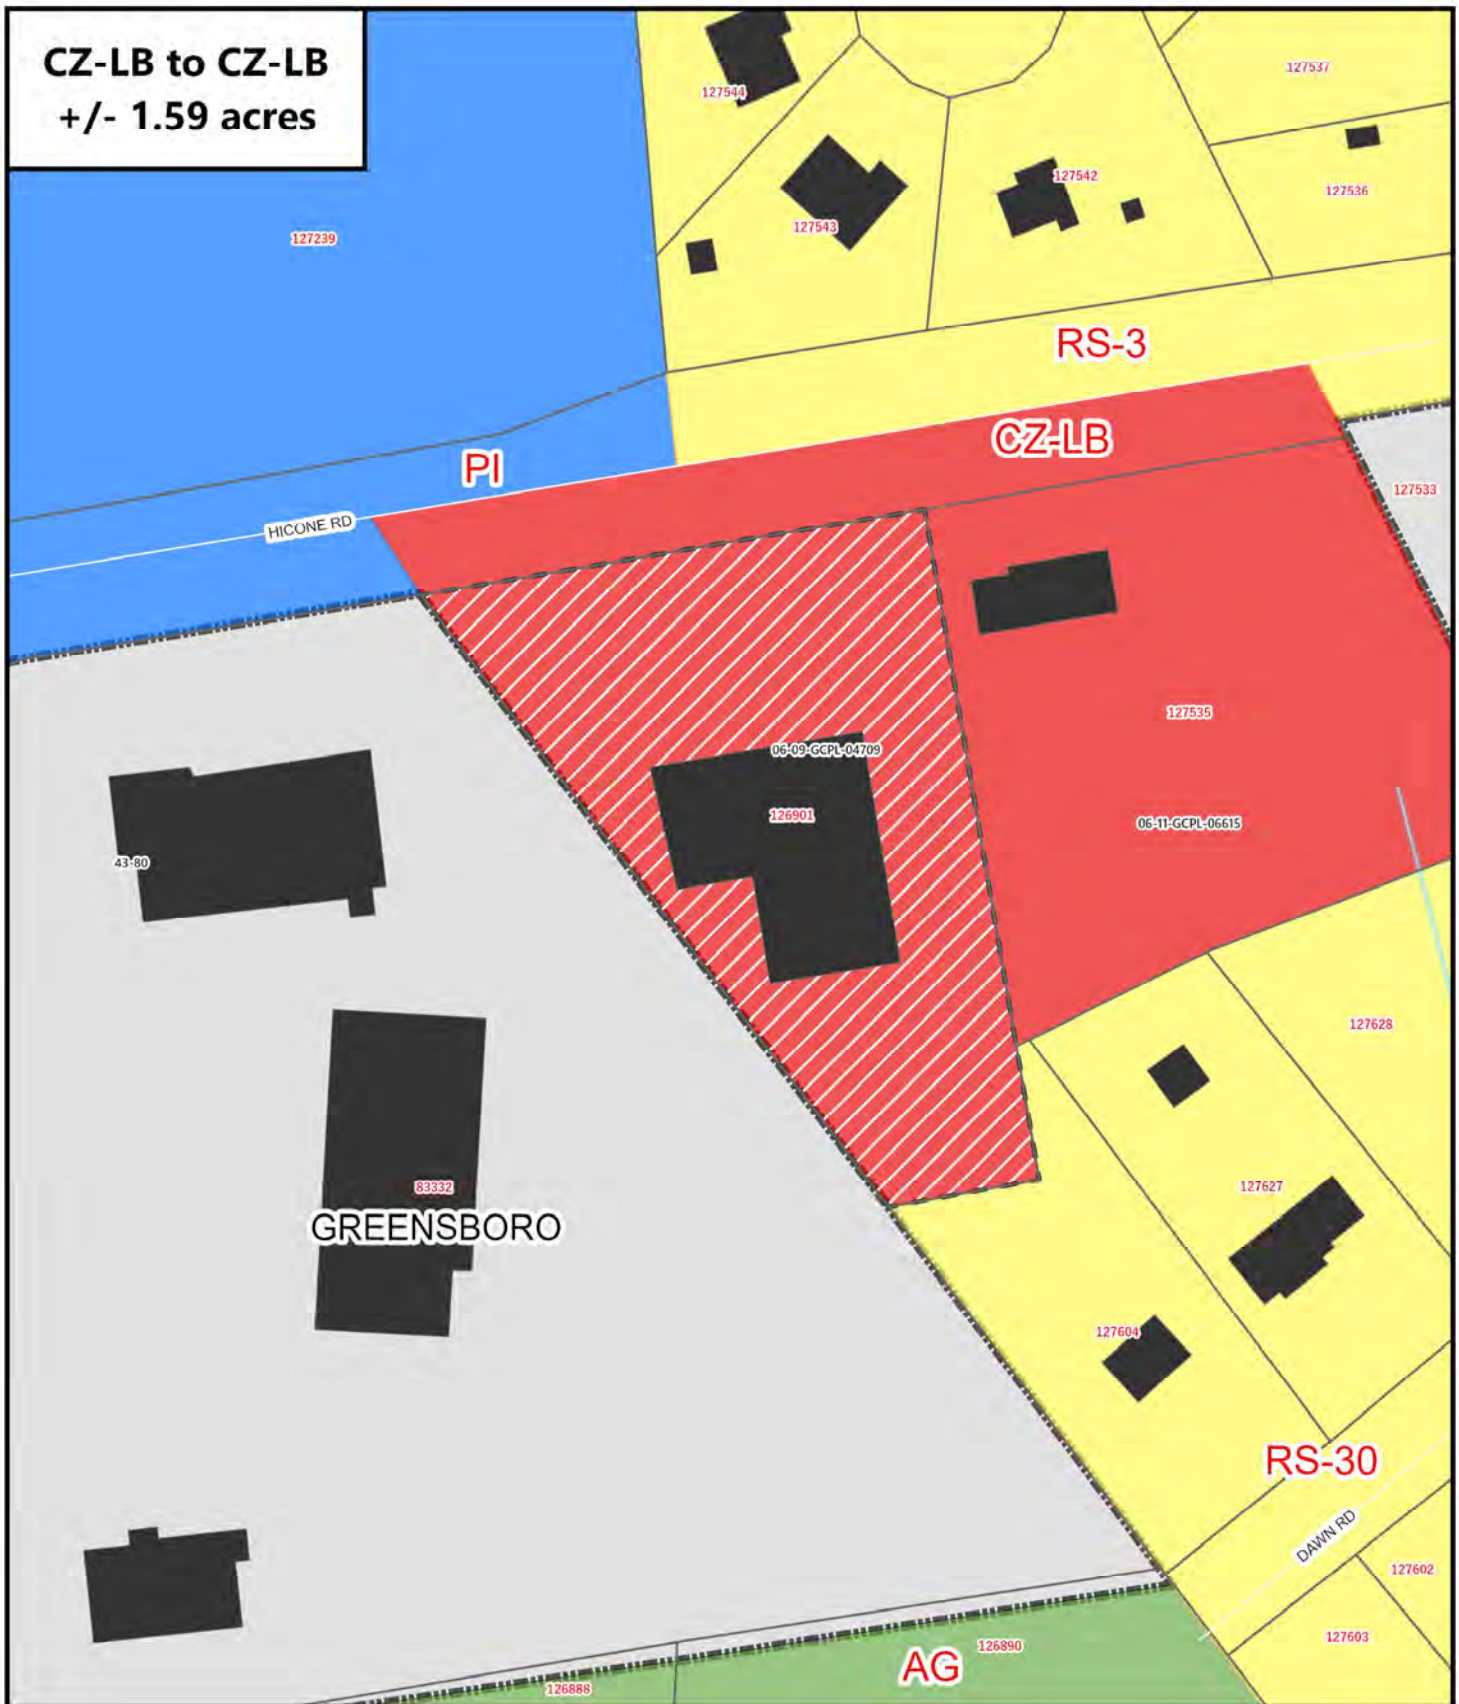 CZ-LB to CZ-LB
+/- 1.59 acres
127544
127537
127542
127536
127543
127239
RS-3
CZ-LB
PI
127533
HICONE RD
127535
06-09-GCPL-04709
126901
06-11-GCPL-06615
43-80
127628
83332
127627
GREENSBORO
127604
RS-30
DAWN RD
127602
127603
126890
AG
126888